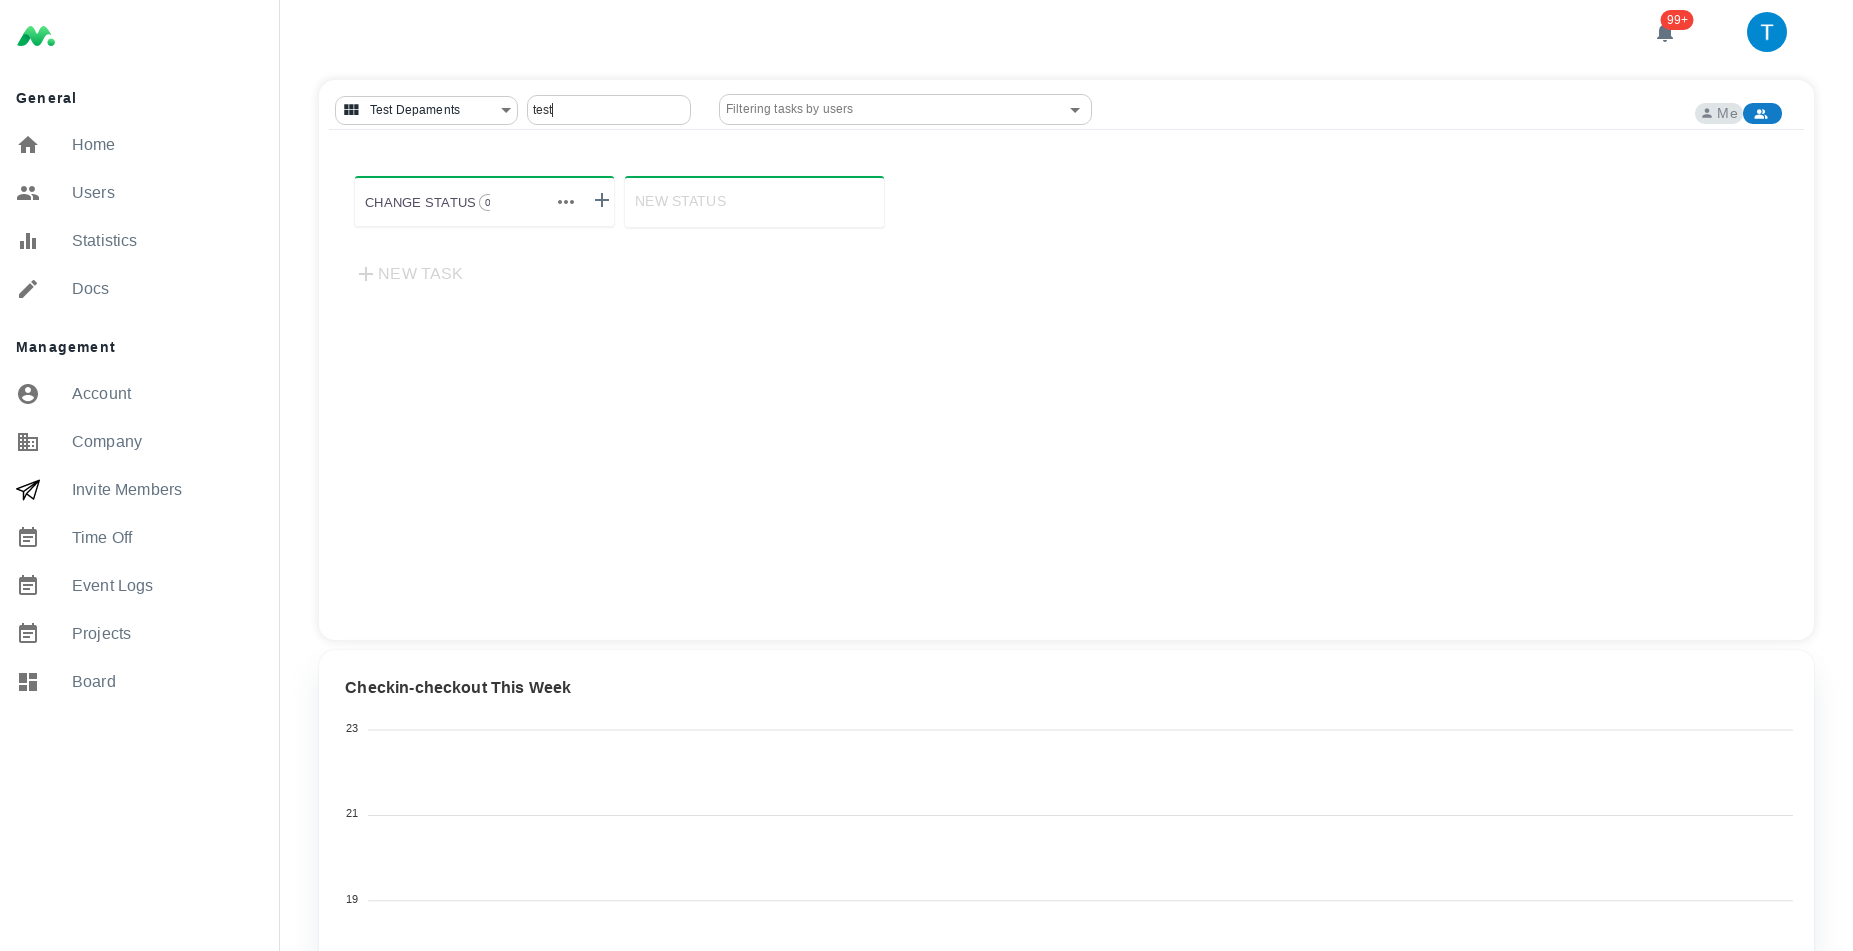 99+
T
General
Home
Users
Statistics
Docs
Management
Account
Company
Invite Members
Time Off
Event Logs
Projects
Board
Test Depaments
test
Filtering tasks by users
Me
CHANGE STATUS 0
NEW STATUS
NEW TASK
Checkin-checkout This Week
23
21
19